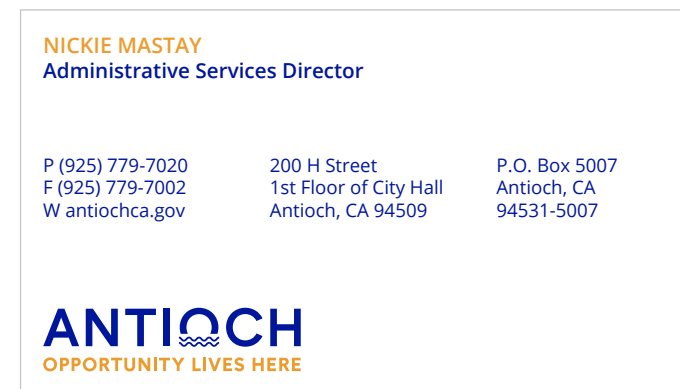 NICKIE MASTAY
Administrative Services Director
P (925) 779-7020
F (925) 779-7002
W antiochca.gov
200 H Street
1st Floor of City Hall
Antioch, CA 94509
P.O. Box 5007
Antioch, CA
94531-5007
ANTIOCH
OPPORTUNITY LIVES HERE